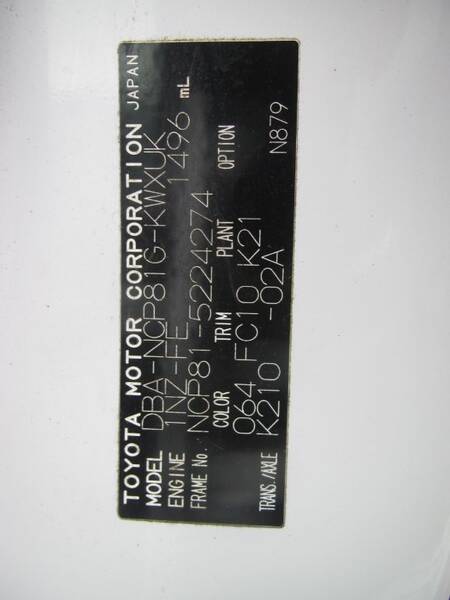 TOYOTA MOTOR CORPORATION JAPAN
MODEL DBA-NCP81G-KWXUK
ENGINE 1NZ-FE 1496 mL
FRAME No. NCP81-5224274
COLOR TRIM PLANT OPTION
064 FC10 K21
TRANS./AXLE K210 -02A N879